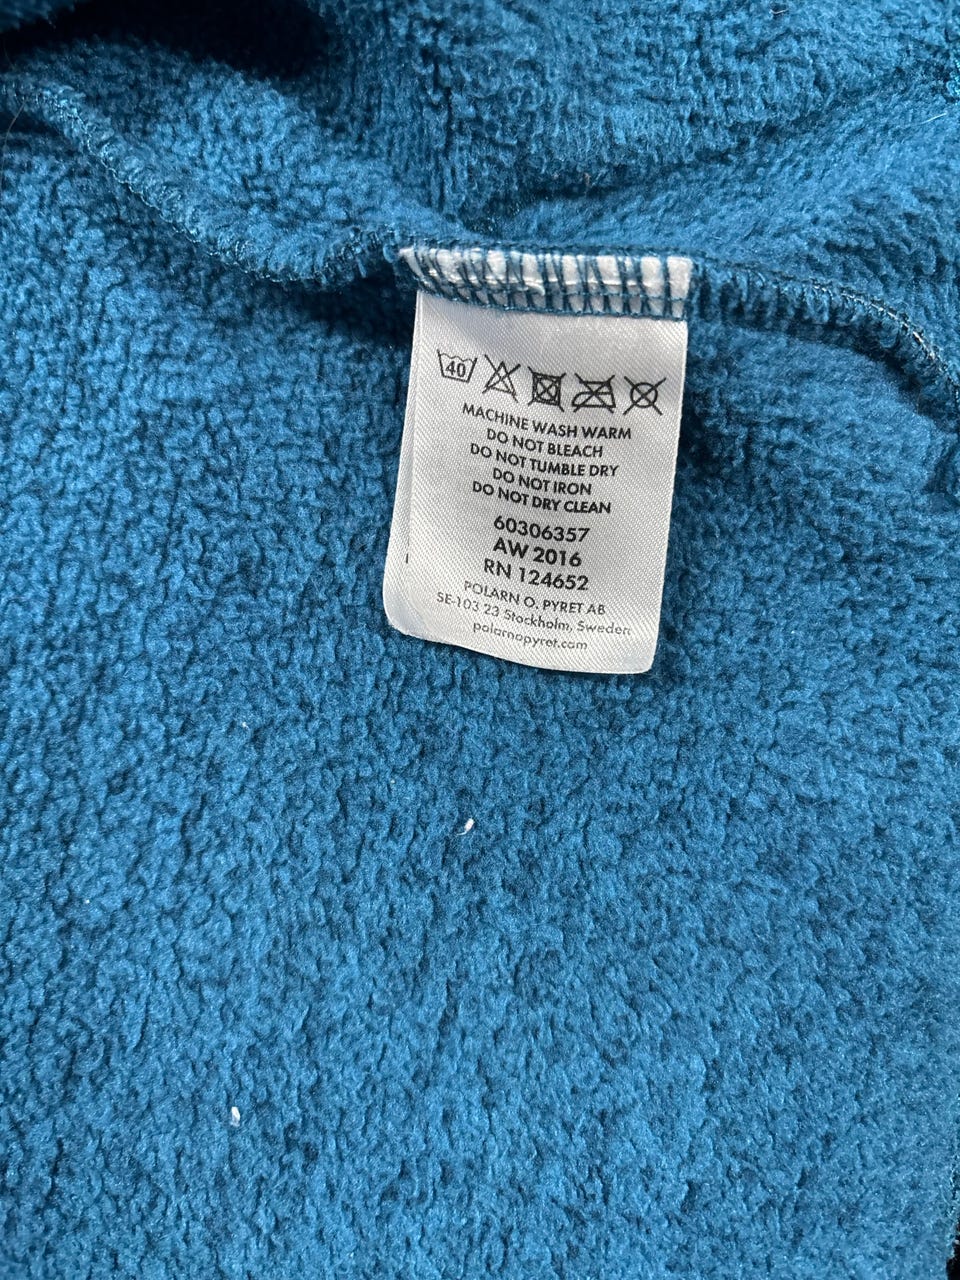 40
MACHINE WASH WARM
DO NOT BLEACH
DO NOT TUMBLE DRY
DO NOT IRON
DO NOT DRY CLEAN
60306357
AW 2016
RN 124652
POLARN O. PYRET AB
SE-103 23 Stockholm, Sweden
polarnopyret.com